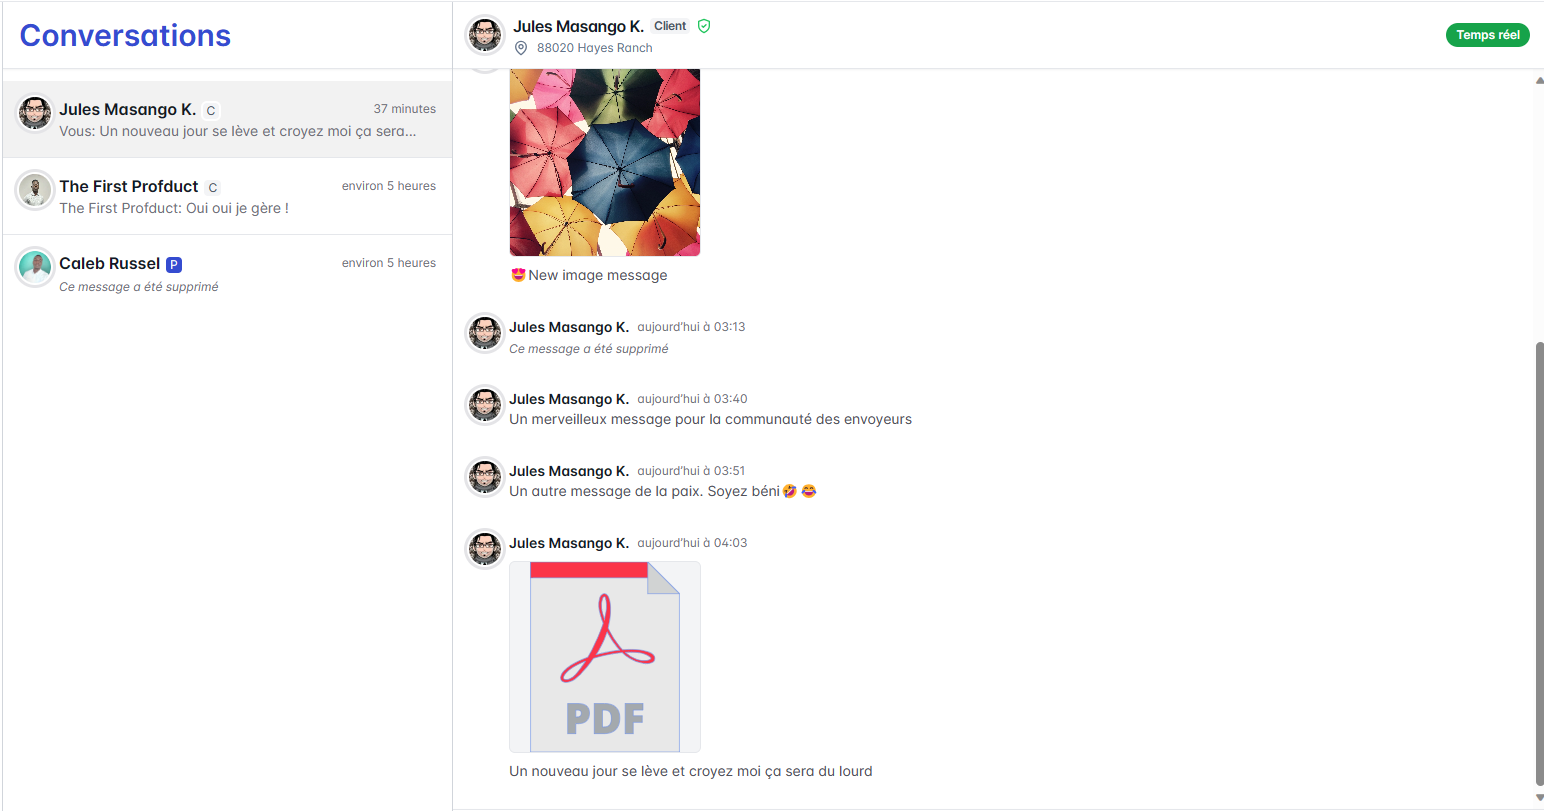 Conversations
Jules Masango K. C 37 minutes
Vous: Un nouveau jour se lève et croyez moi ça sera...
The First Profduct C environ 5 heures
The First Profduct: Oui oui je gère !
Caleb Russel P environ 5 heures
Ce message a été supprimé
Jules Masango K. Client
88020 Hayes Ranch
Temps réel
😍New image message
Jules Masango K. aujourd'hui à 03:13
Ce message a été supprimé
Jules Masango K. aujourd'hui à 03:40
Un merveilleux message pour la communauté des envoyeurs
Jules Masango K. aujourd'hui à 03:51
Un autre message de la paix. Soyez béni🤣😂
Jules Masango K. aujourd'hui à 04:03
PDF
Un nouveau jour se lève et croyez moi ça sera du lourd